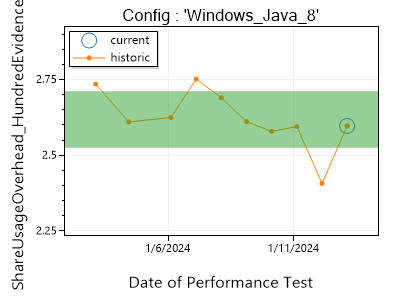 Config : 'Windows_Java_8'
current
historic
ShareUsageOverhead_HundredEvidence
2.75
2.5
2.25
1/6/2024
1/11/2024
Date of Performance Test